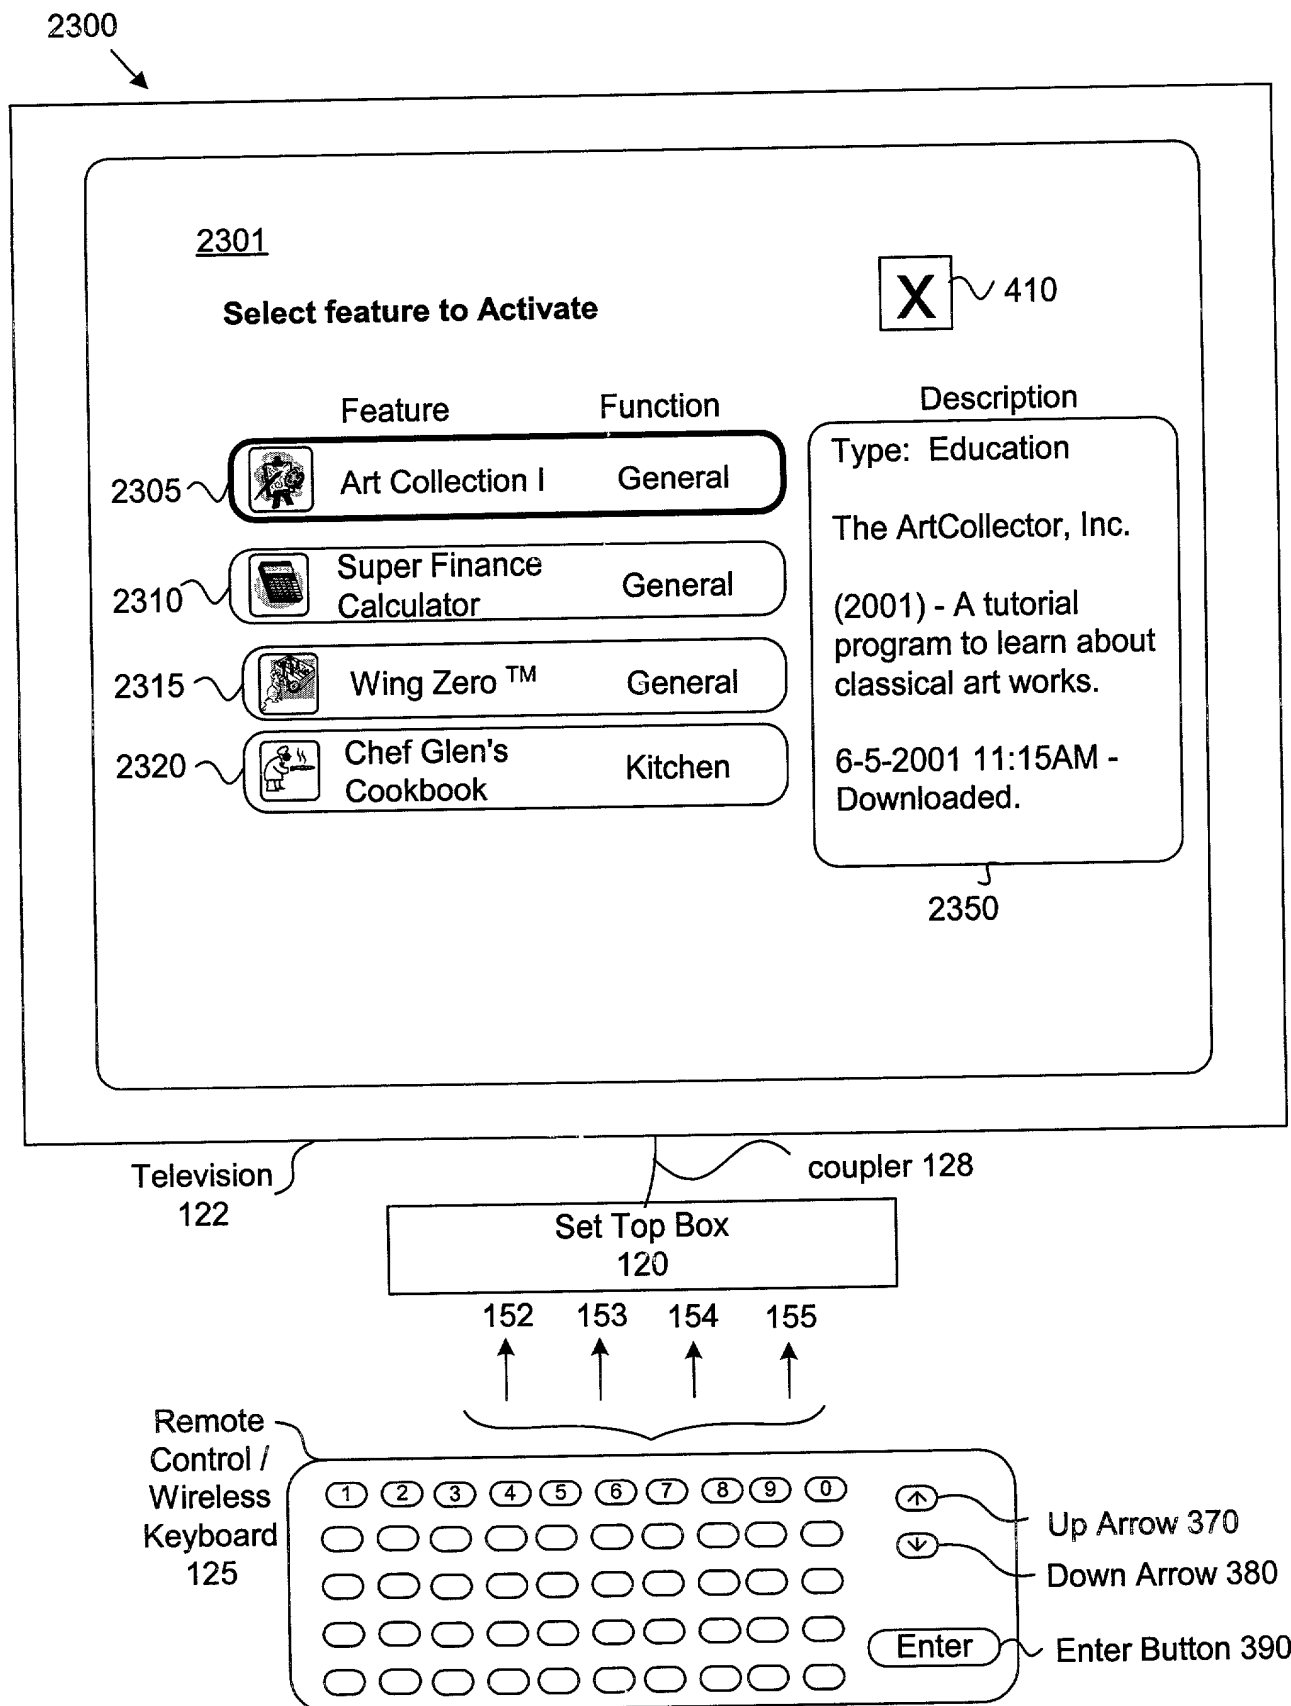 2300
2301
Select feature to Activate
X
410
Feature
Function
Description
2305
Art Collection I
General
2310
Super Finance
Calculator
General
2315
Wing Zero ™
General
2320
Chef Glen's
Cookbook
Kitchen
Type: Education
The ArtCollector, Inc.
(2001) - A tutorial
program to learn about
classical art works.
6-5-2001 11:15AM -
Downloaded.
2350
Television
122
coupler 128
Set Top Box
120
152 153 154 155
Remote
Control /
Wireless
Keyboard
125
1 2 3 4 5 6 7 8 9 0
Up Arrow 370
Down Arrow 380
Enter
Enter Button 390